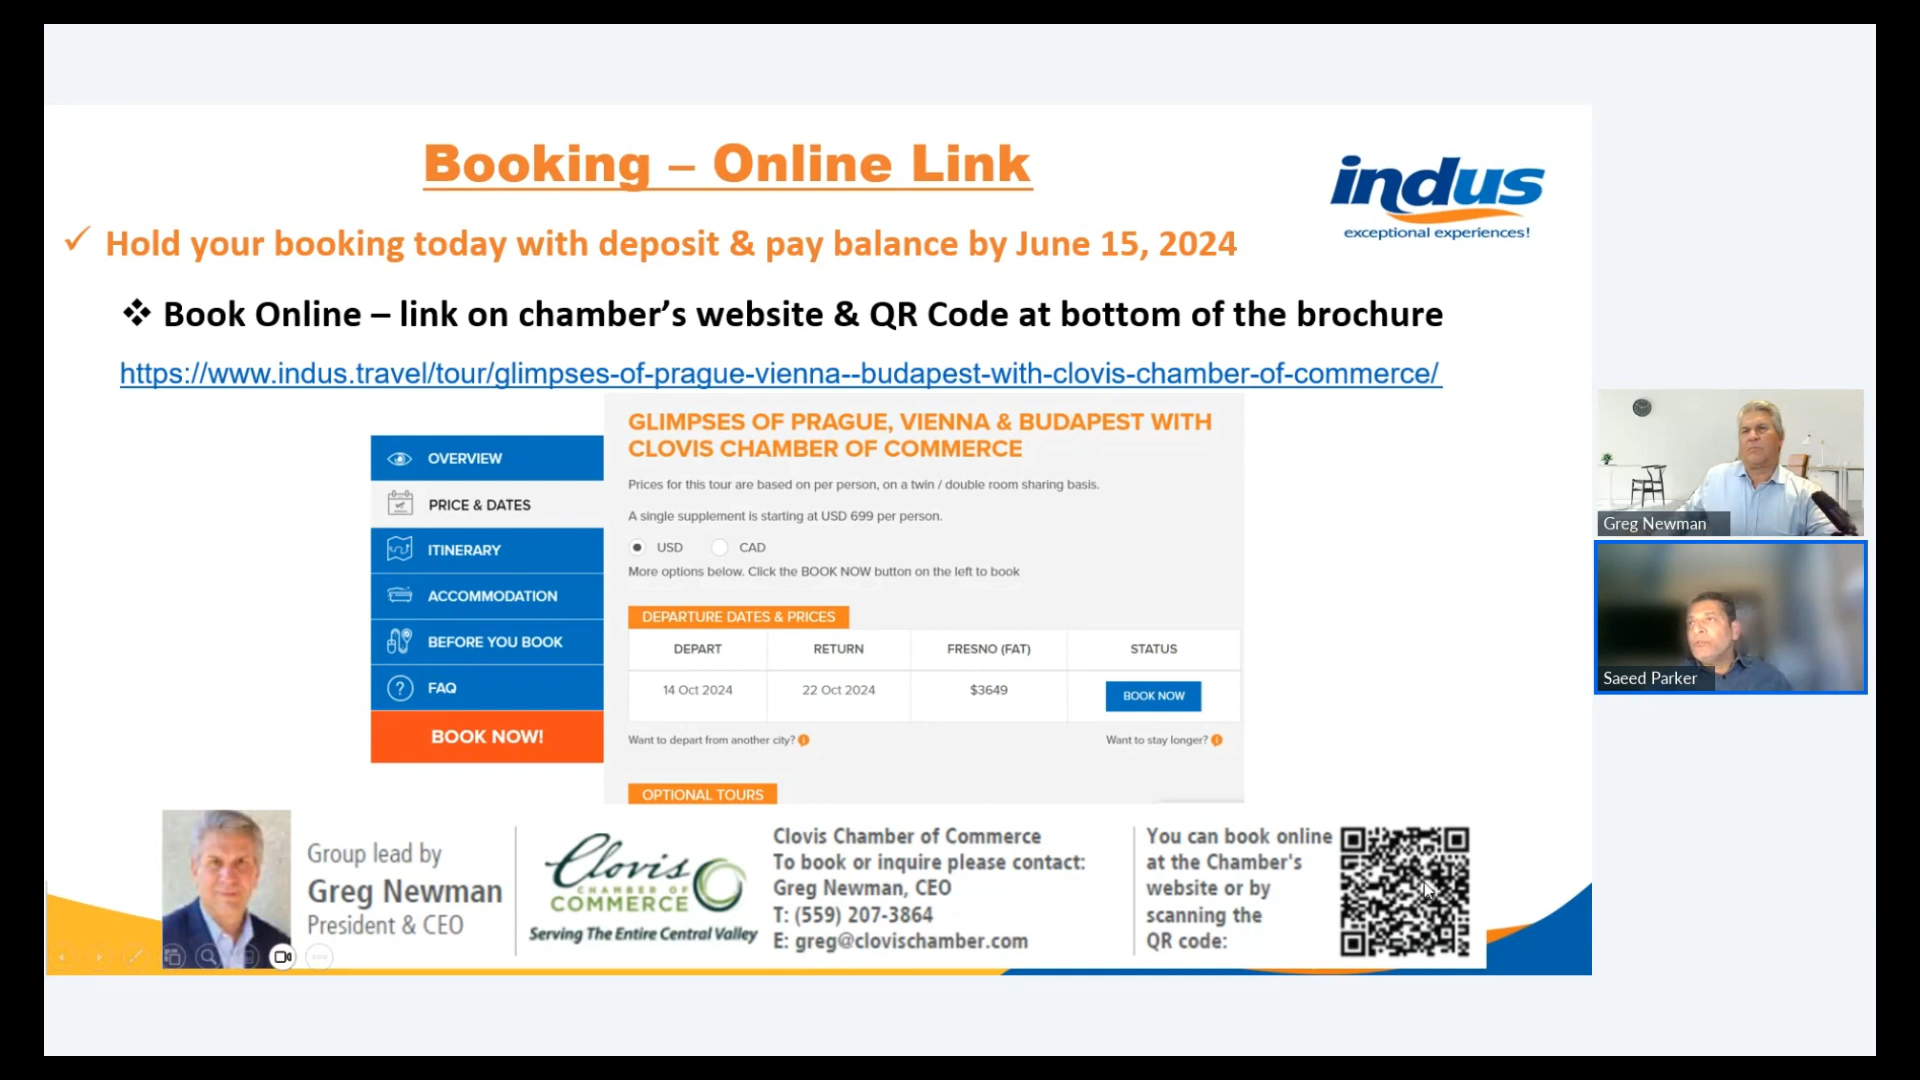 Booking – Online Link
indus
exceptional experiences!
✓ Hold your booking today with deposit & pay balance by June 15, 2024
❖ Book Online – link on chamber’s website & QR Code at bottom of the brochure
https://www.indus.travel/tour/glimpses-of-prague-vienna--budapest-with-clovis-chamber-of-commerce/
OVERVIEW
PRICE & DATES
ITINERARY
ACCOMMODATION
BEFORE YOU BOOK
FAQ
BOOK NOW!
GLIMPSES OF PRAGUE, VIENNA & BUDAPEST WITH
CLOVIS CHAMBER OF COMMERCE
Prices for this tour are based on per person, on a twin / double room sharing basis.
A single supplement is starting at USD 699 per person.
USD CAD
More options below. Click the BOOK NOW button on the left to book
DEPARTURE DATES & PRICES
DEPART RETURN FRESNO (FAT) STATUS
14 Oct 2024 22 Oct 2024 $3649 BOOK NOW
Want to depart from another city? Want to stay longer?
OPTIONAL TOURS
Greg Newman
Saeed Parker
Group lead by
Greg Newman
President & CEO
Clovis
CHAMBER OF
COMMERCE
Serving The Entire Central Valley
Clovis Chamber of Commerce
To book or inquire please contact:
Greg Newman, CEO
T: (559) 207-3864
E: greg@clovischamber.com
You can book online
at the Chamber's
website or by
scanning the
QR code: